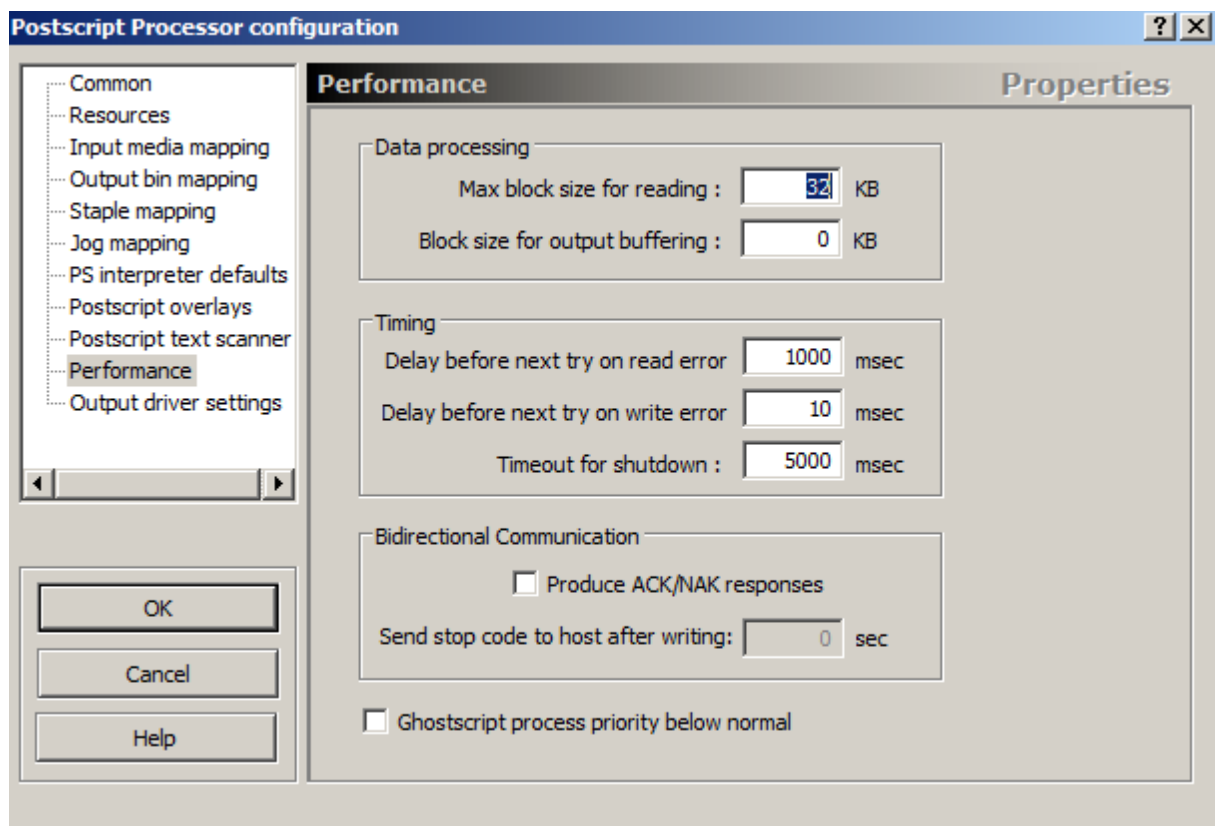 Postscript Processor configuration
Common
Resources
Input media mapping
Output bin mapping
Staple mapping
Jog mapping
PS interpreter defaults
Postscript overlays
Postscript text scanner
Performance
Output driver settings
OK
Cancel
Help
Performance Properties
Data processing
Max block size for reading : 32 KB
Block size for output buffering : 0 KB
Timing
Delay before next try on read error 1000 msec
Delay before next try on write error 10 msec
Timeout for shutdown : 5000 msec
Bidirectional Communication
Produce ACK/NAK responses
Send stop code to host after writing: 0 sec
Ghostscript process priority below normal